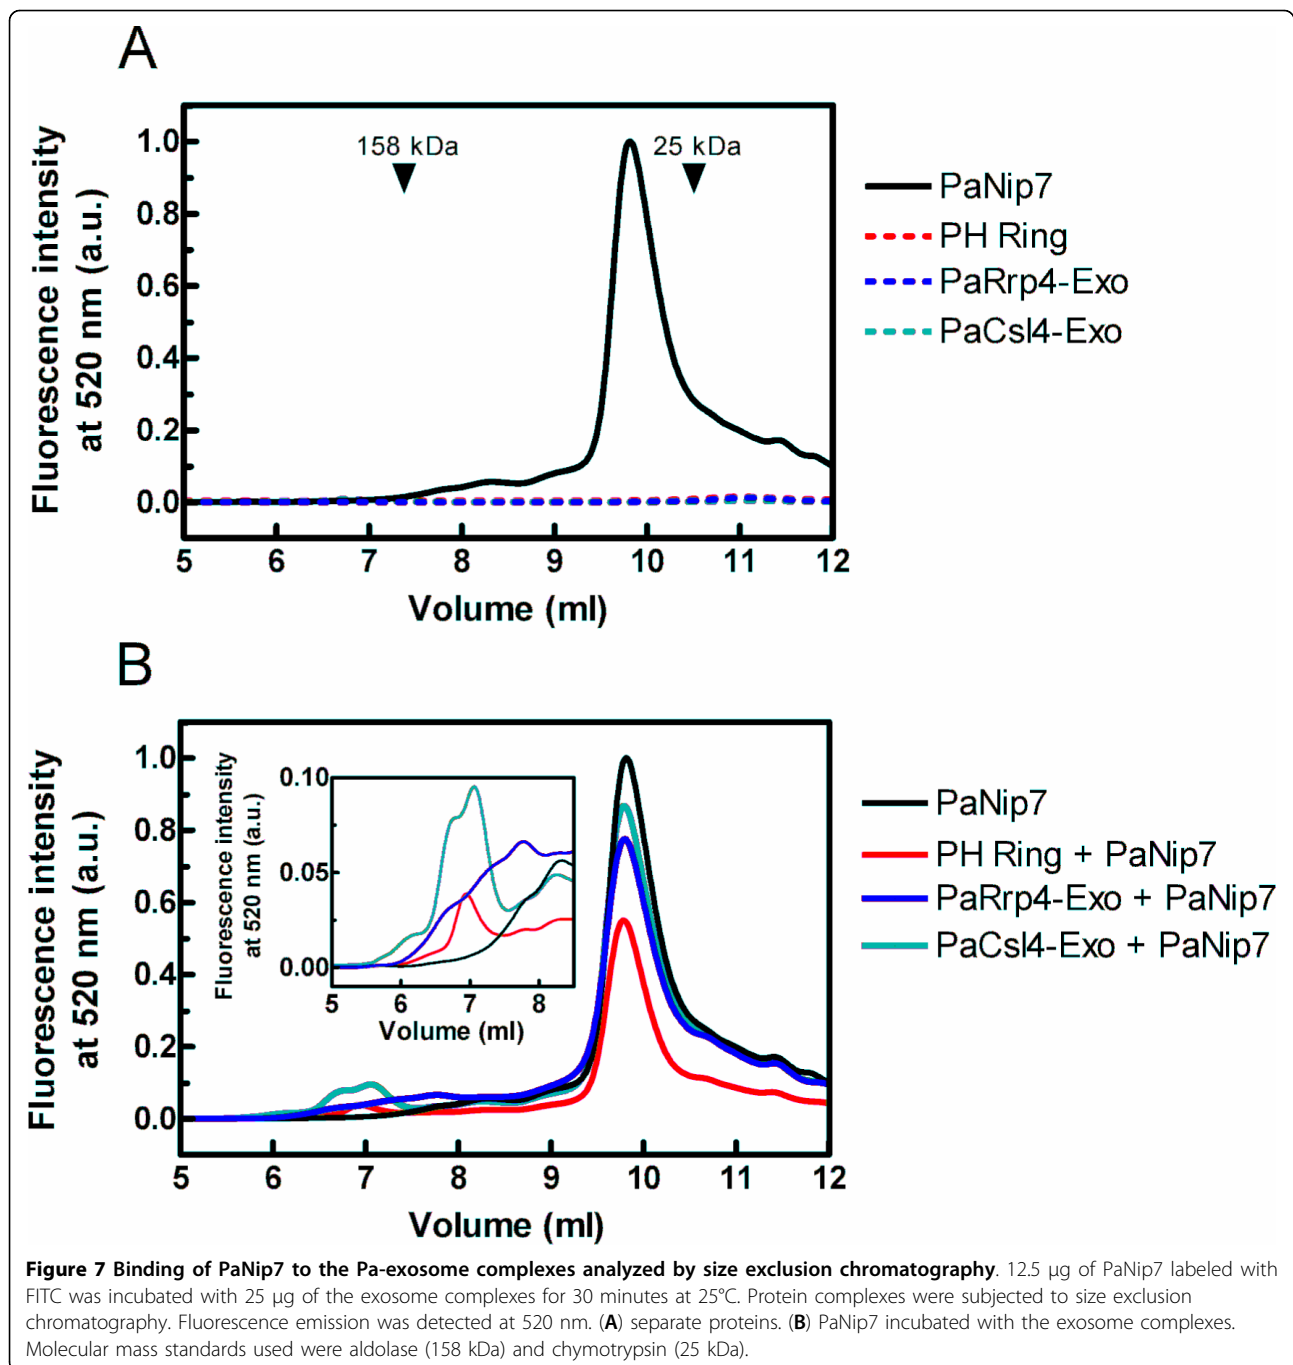 A
Fluorescence intensity
at 520 nm (a.u.)
1.0
0.8
0.6
0.4
0.2
0.0
158 kDa
25 kDa
5 6 7 8 9 10 11 12
Volume (ml)
PaNip7
PH Ring
PaRrp4-Exo
PaCsl4-Exo
B
Fluorescence intensity
at 520 nm (a.u.)
1.0
0.8
0.6
0.4
0.2
0.0
Fluorescence intensity
at 520 nm (a.u.)
0.10
0.05
0.00
5 6 7 8
Volume (ml)
5 6 7 8 9 10 11 12
Volume (ml)
PaNip7
PH Ring + PaNip7
PaRrp4-Exo + PaNip7
PaCsl4-Exo + PaNip7
Figure 7 Binding of PaNip7 to the Pa-exosome complexes analyzed by size exclusion chromatography. 12.5 μg of PaNip7 labeled with
FITC was incubated with 25 μg of the exosome complexes for 30 minutes at 25°C. Protein complexes were subjected to size exclusion
chromatography. Fluorescence emission was detected at 520 nm. (A) separate proteins. (B) PaNip7 incubated with the exosome complexes.
Molecular mass standards used were aldolase (158 kDa) and chymotrypsin (25 kDa).